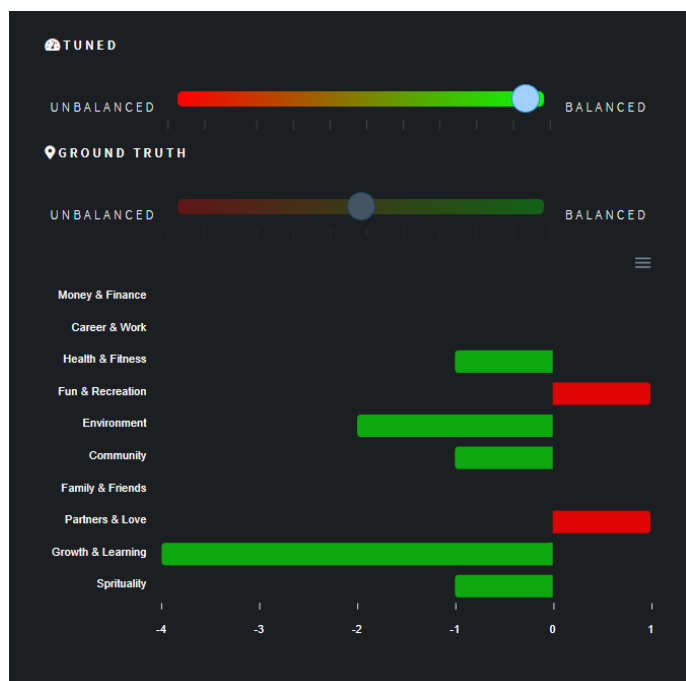 TUNED
UNBALANCED BALANCED
GROUND TRUTH
UNBALANCED BALANCED
Money & Finance
Career & Work
Health & Fitness
Fun & Recreation
Environment
Community
Family & Friends
Partners & Love
Growth & Learning
Sprituality
-4 -3 -2 -1 0 1